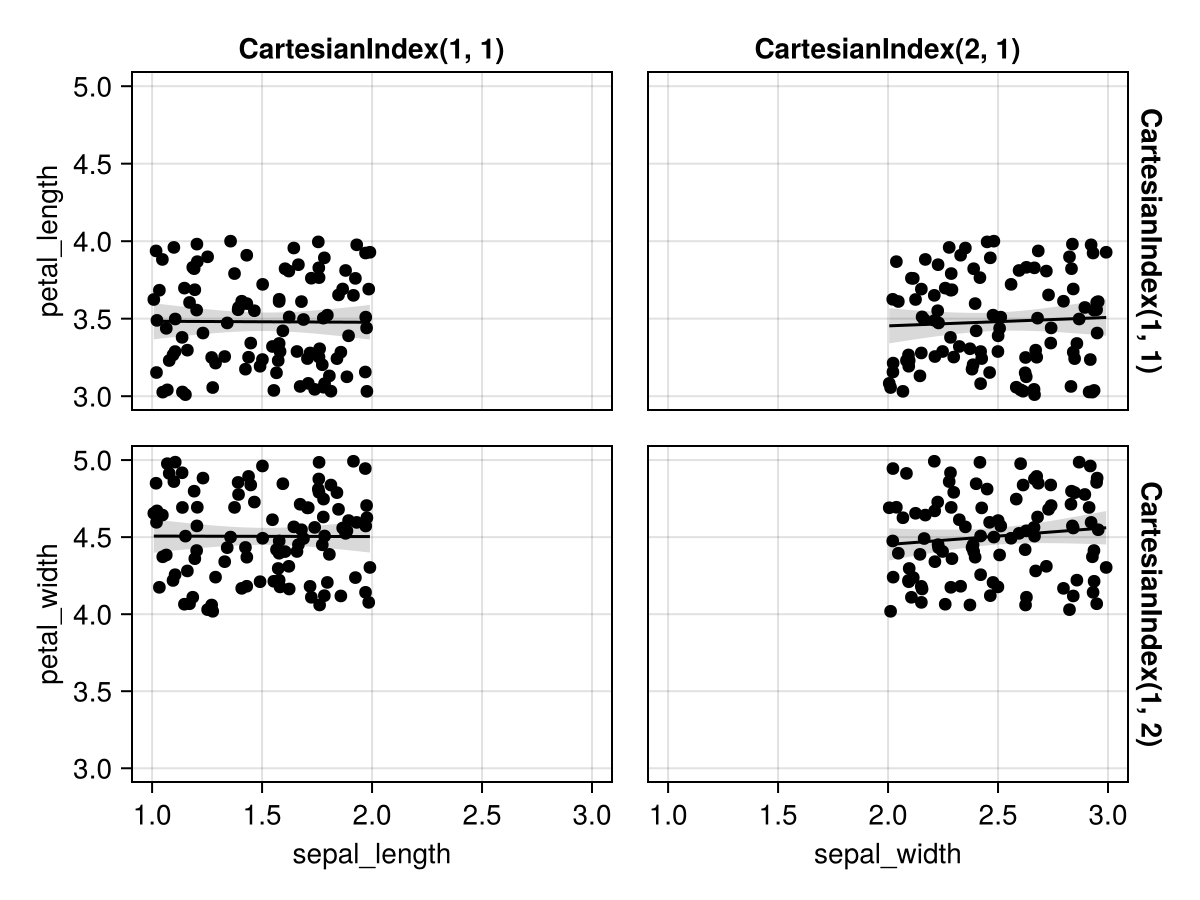 CartesianIndex(1, 1)
CartesianIndex(2, 1)
petal_length
5.0
4.5
4.0
3.5
3.0
CartesianIndex(1, 1)
petal_width
5.0
4.5
4.0
3.5
3.0
CartesianIndex(1, 2)
1.0 1.5 2.0 2.5 3.0
1.0 1.5 2.0 2.5 3.0
sepal_length
sepal_width